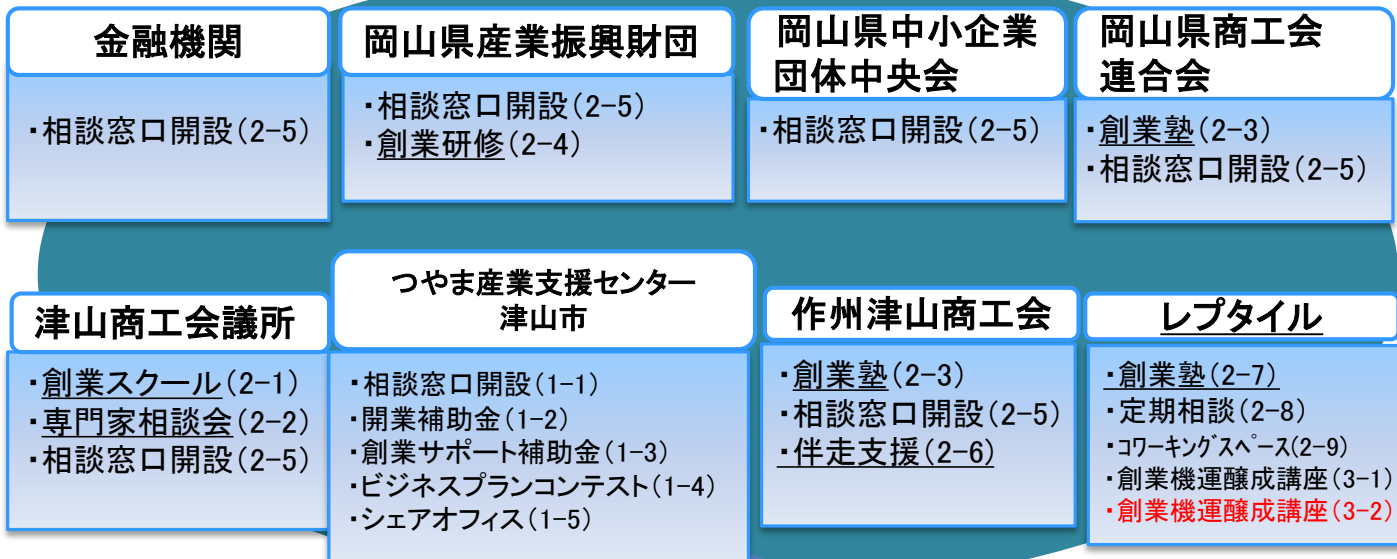 金融機関
・相談窓口開設（2-5）
岡山県産業振興財団
・相談窓口開設（2-5）
・創業研修（2-4）
岡山県中小企業
団体中央会
・相談窓口開設（2-5）
岡山県商工会
連合会
・創業塾（2-3）
・相談窓口開設（2-5）
津山商工会議所
・創業スクール（2-1）
・専門家相談会（2-2）
・相談窓口開設（2-5）
つやま産業支援センター
津山市
・相談窓口開設（1-1）
・開業補助金（1-2）
・創業サポート補助金（1-3）
・ビジネスプランコンテスト（1-4）
・シェアオフィス（1-5）
作州津山商工会
・創業塾（2-3）
・相談窓口開設（2-5）
・伴走支援（2-6）
レプタイル
・創業塾（2-7）
・定期相談（2-8）
・ｺワーキングスペース(2-9)
・創業機運醸成講座（3-1）
・創業機運醸成講座（3-2）